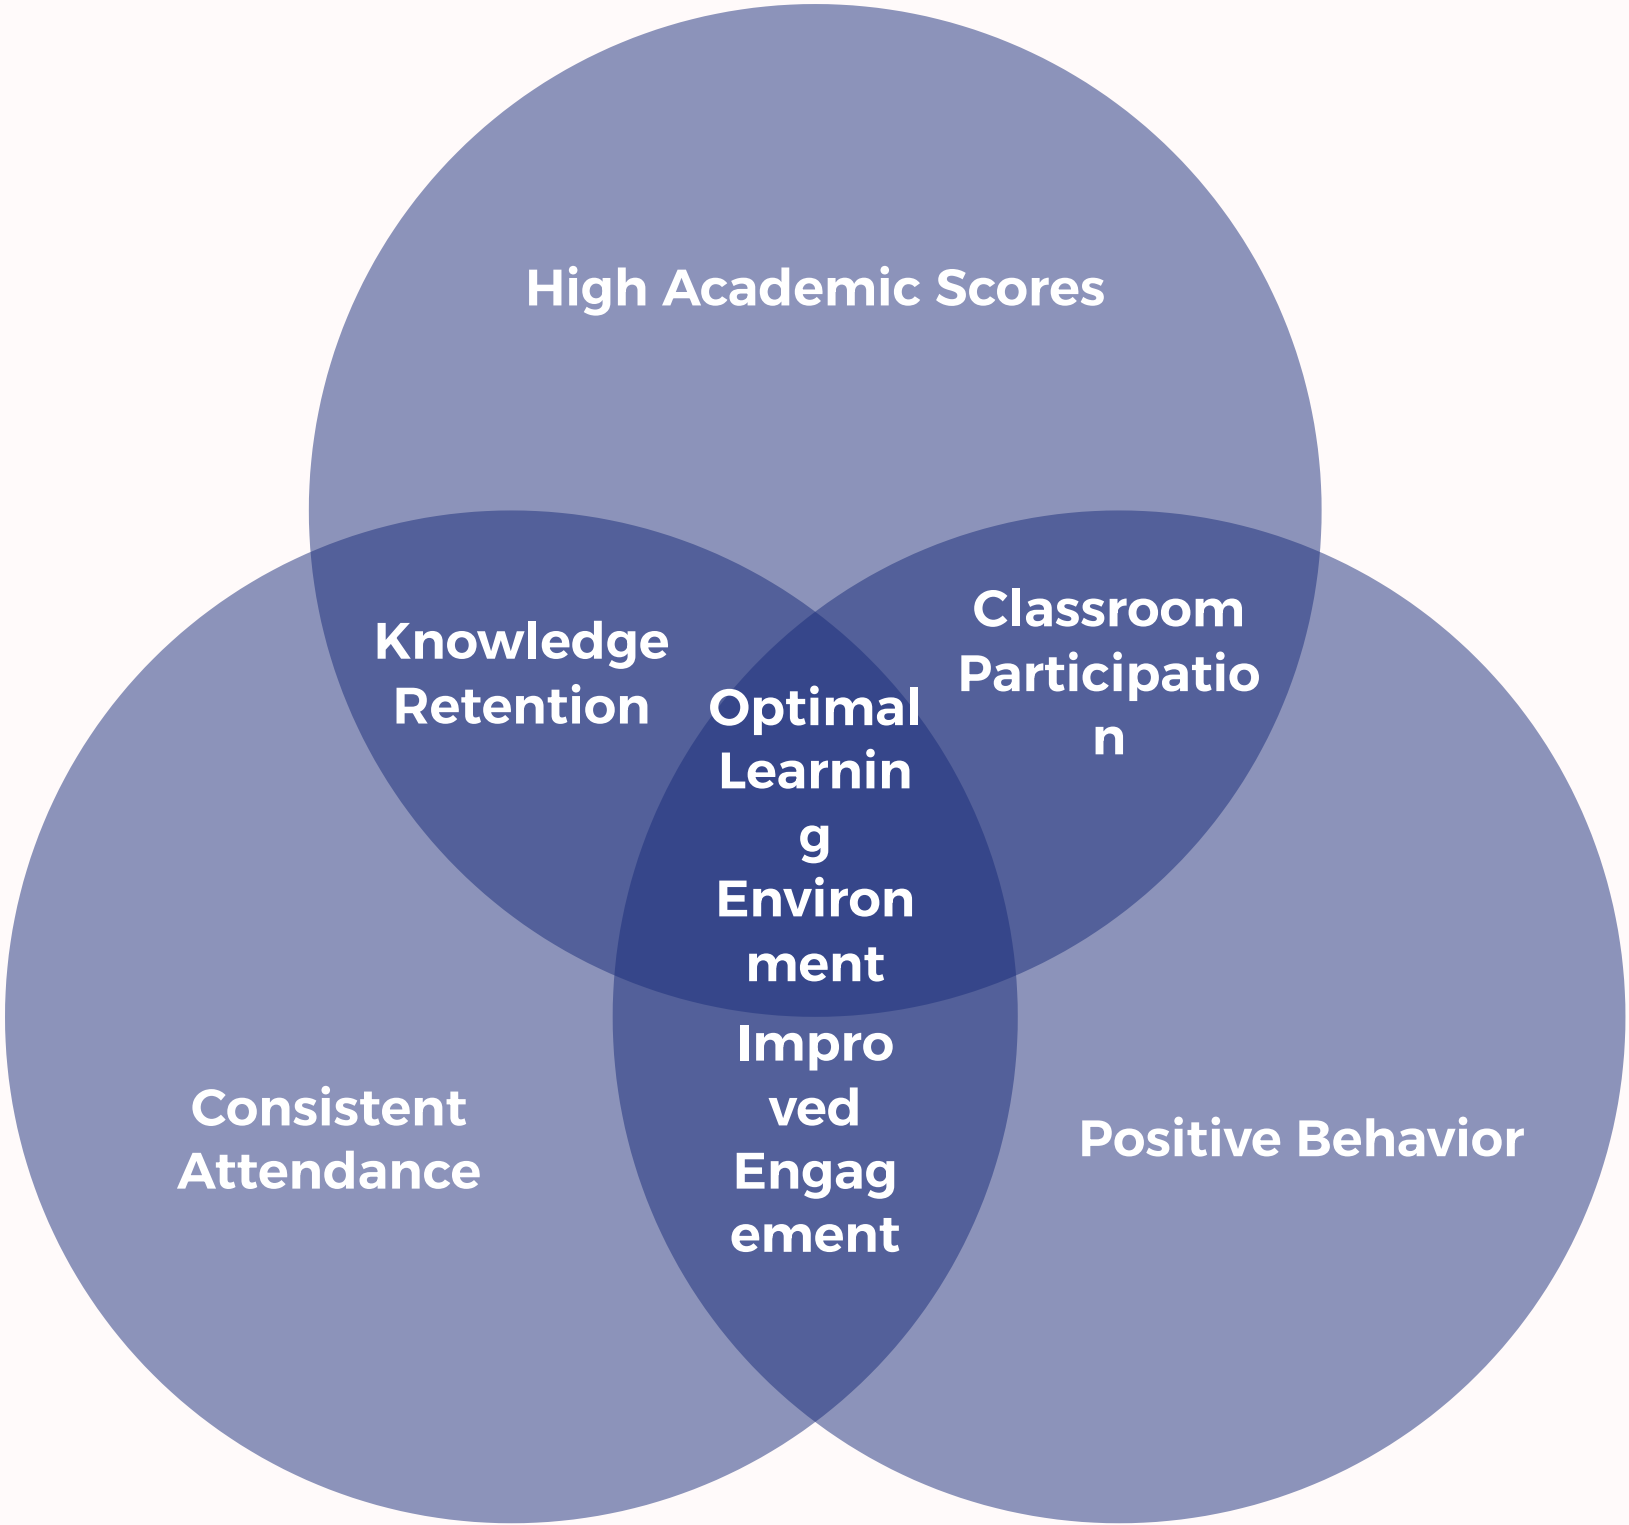 High Academic Scores
Knowledge
Retention
Classroom
Participatio
n
Optimal
Learnin
g
Environ
ment
Impro
ved
Engag
ement
Consistent
Attendance
Positive Behavior